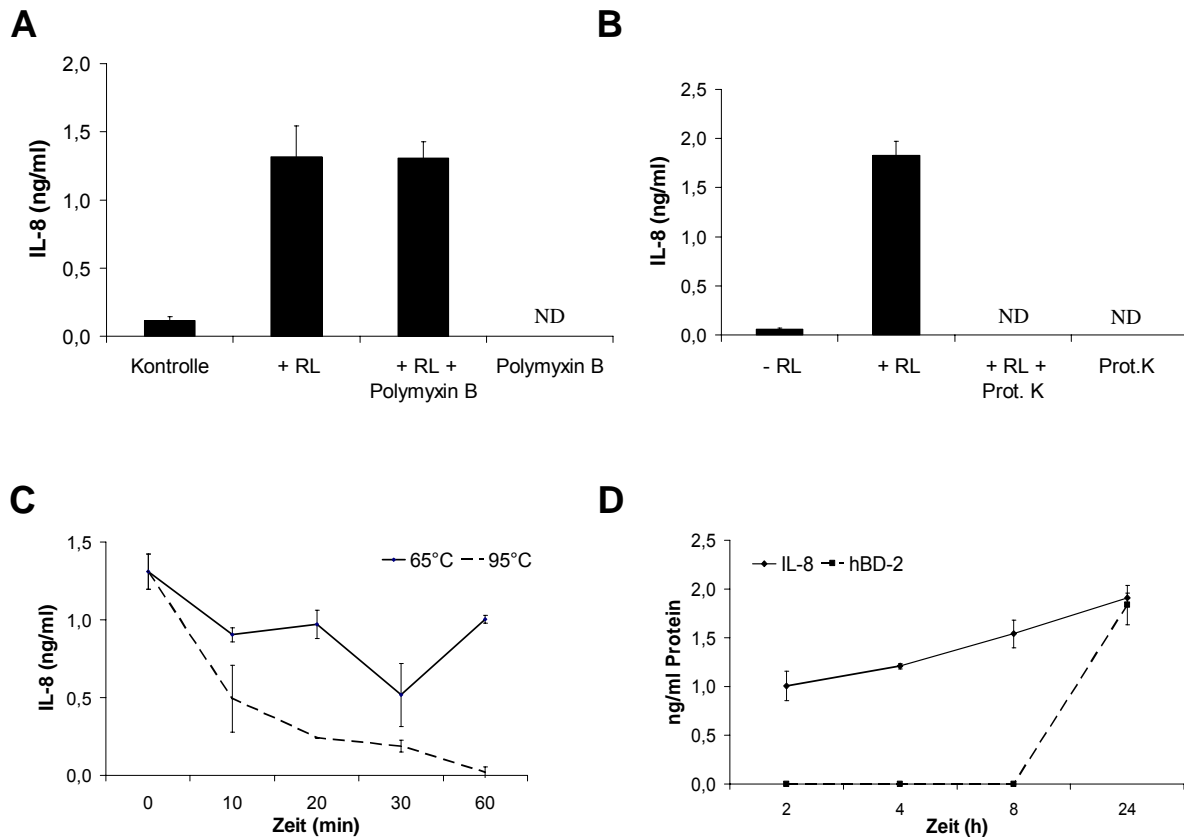 A
2,0
1,5
1,0
0,5
0,0
IL-8 (ng/ml)
ND
Kontrolle
+ RL
+ RL +
Polymyxin B
Polymyxin B
B
2,5
2,0
1,5
1,0
0,5
0,0
IL-8 (ng/ml)
ND
ND
- RL
+ RL
+ RL +
Prot. K
Prot.K
C
1,5
1,0
0,5
0,0
IL-8 (ng/ml)
65°C
95°C
0
10
20
30
60
Zeit (min)
D
2,5
2,0
1,5
1,0
0,5
0,0
ng/ml Protein
IL-8
hBD-2
2
4
8
24
Zeit (h)